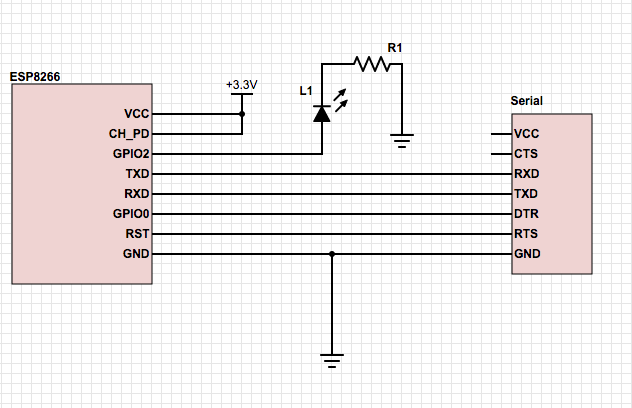 ESP8266
VCC
CH_PD
GPIO2
TXD
RXD
GPIO0
RST
GND
+3.3V
L1
R1
Serial
VCC
CTS
RXD
TXD
DTR
RTS
GND